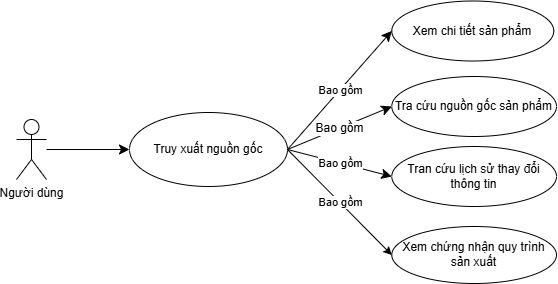 Xem chi tiết sản phẩm
Bao gồm
Tra cứu nguồn gốc sản phẩm
Bao gồm
Truy xuất nguồn gốc
Bao gồm
Tran cứu lịch sử thay đổi
thông tin
Người dùng
Bao gồm
Xem chứng nhận quy trình
sản xuất